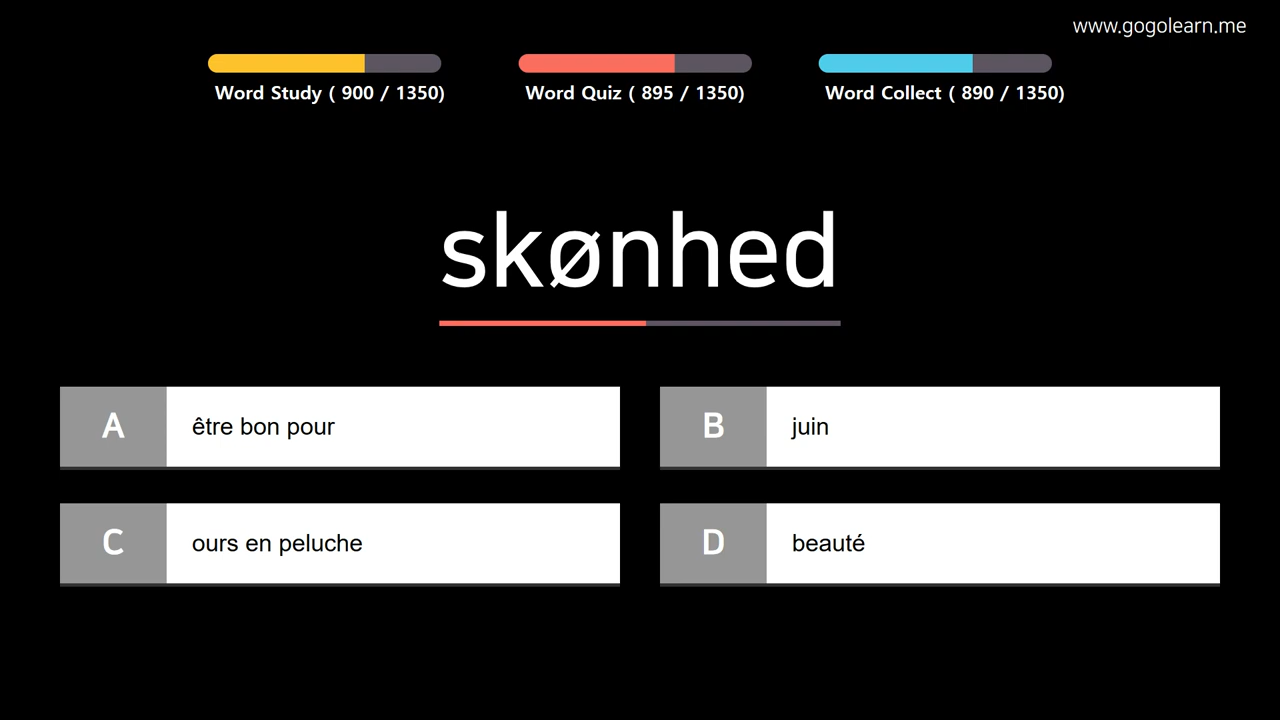 www.gogolearn.me
Word Study ( 900 / 1350)
Word Quiz ( 895 / 1350)
Word Collect ( 890 / 1350)
skønhed
A
être bon pour
B
juin
C
ours en peluche
D
beauté